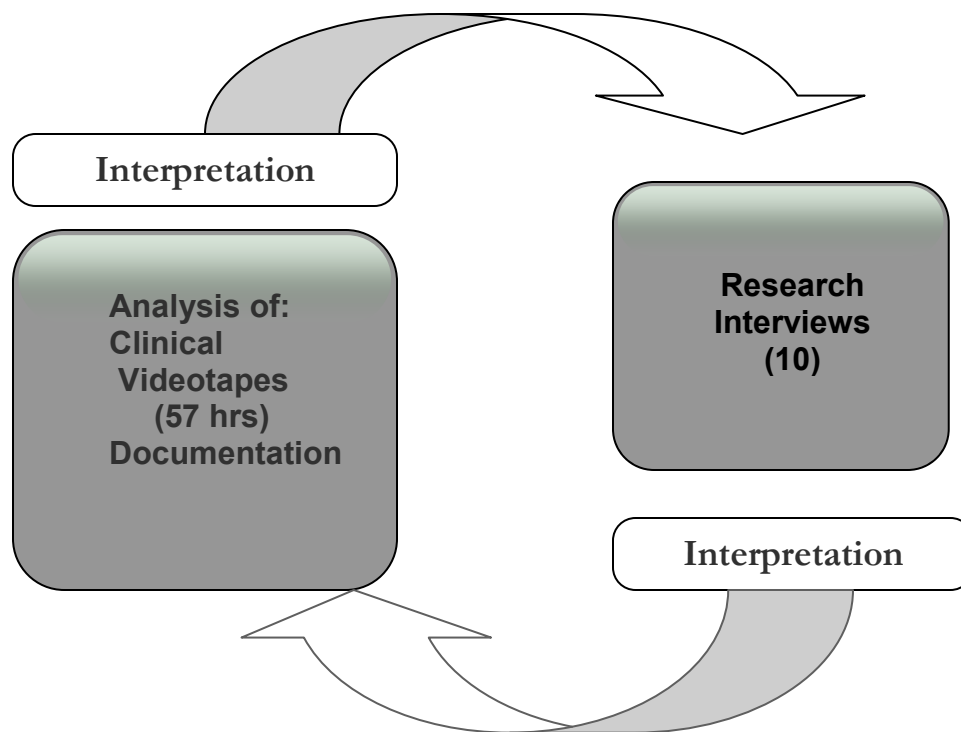 Interpretation
Analysis of:
Clinical
Videotapes
(57 hrs)
Documentation
Research
Interviews
(10)
Interpretation